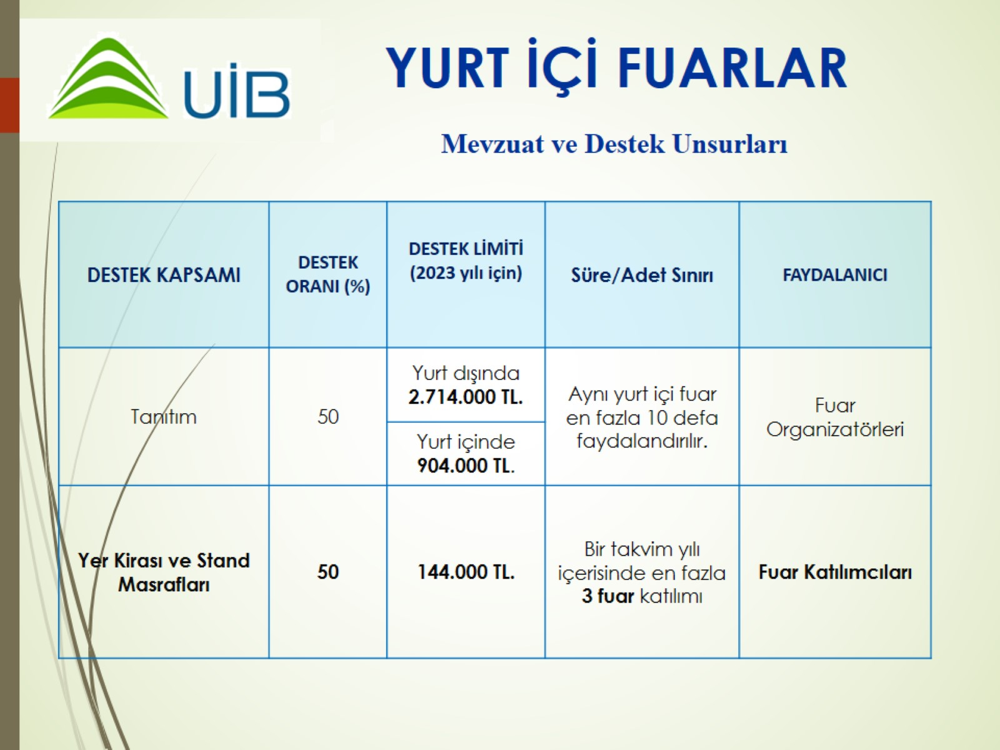 UİB
YURT İÇİ FUARLAR
Mevzuat ve Destek Unsurları
DESTEK KAPSAMI
DESTEK
ORANI (%)
DESTEK LİMİTİ
(2023 yılı için)
Süre/Adet Sınırı
FAYDALANICI
Tanıtım
50
Yurt dışında
2.714.000 TL.
Yurt içinde
904.000 TL.
Aynı yurt içi fuar
en fazla 10 defa
faydalandırılır.
Fuar
Organizatörleri
Yer Kirası ve Stand
Masrafları
50
144.000 TL.
Bir takvim yılı
içerisinde en fazla
3 fuar katılımı
Fuar Katılımcıları